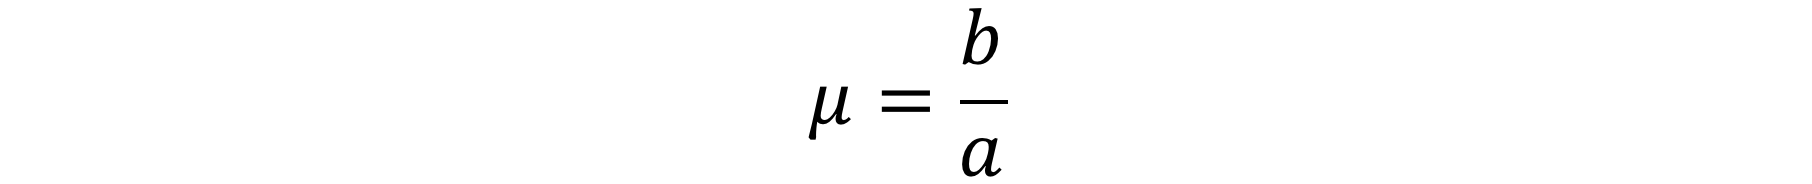 μ = b/a